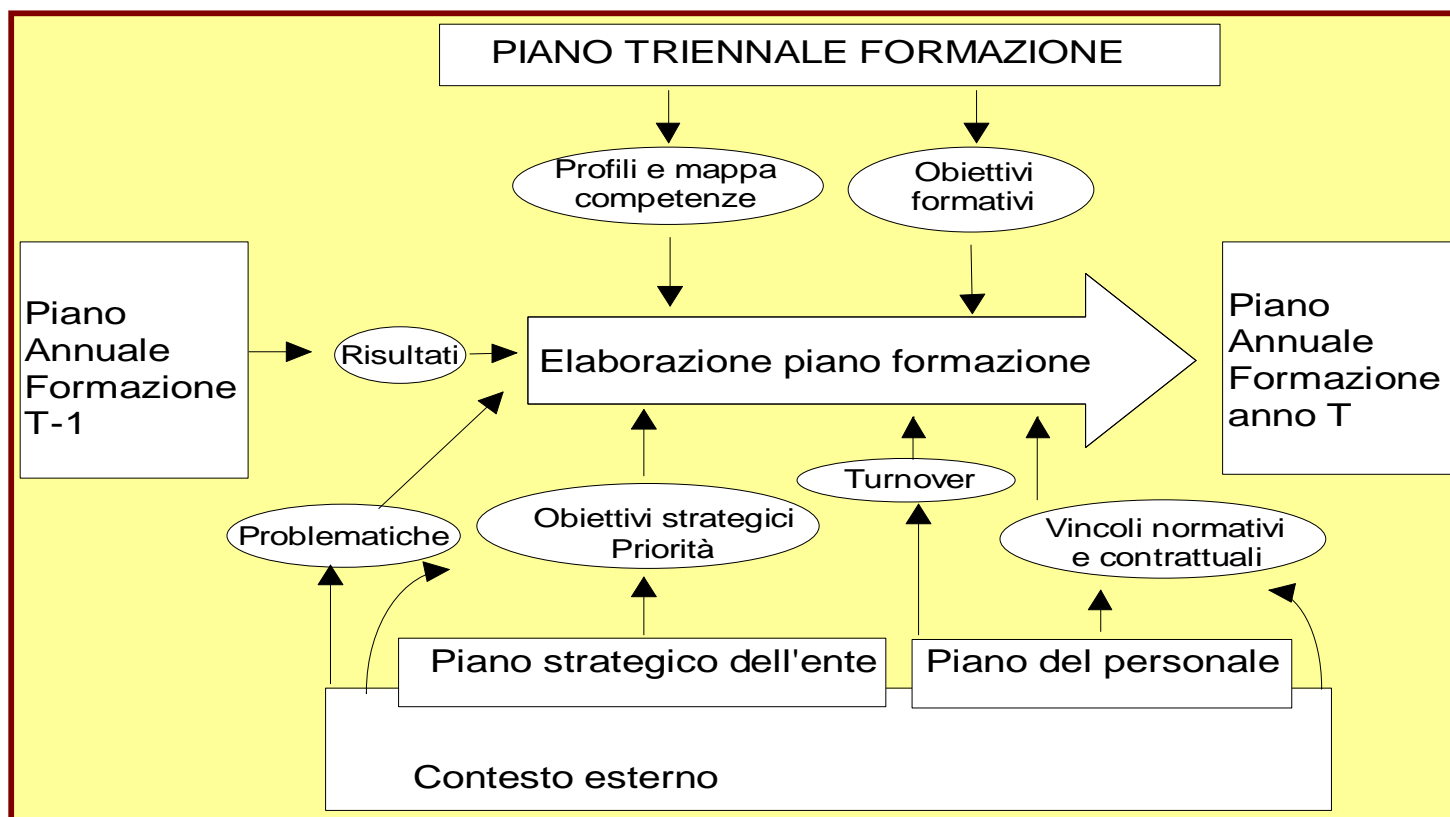 PIANO TRIENNALE FORMAZIONE
Profili e mappa
competenze
Obiettivi
formativi
Piano
Annuale
Formazione
T-1
Risultati
Elaborazione piano formazione
Piano
Annuale
Formazione
anno T
Problematiche
Obiettivi strategici
Priorità
Turnover
Vincoli normativi
e contrattuali
Piano strategico dell'ente
Piano del personale
Contesto esterno